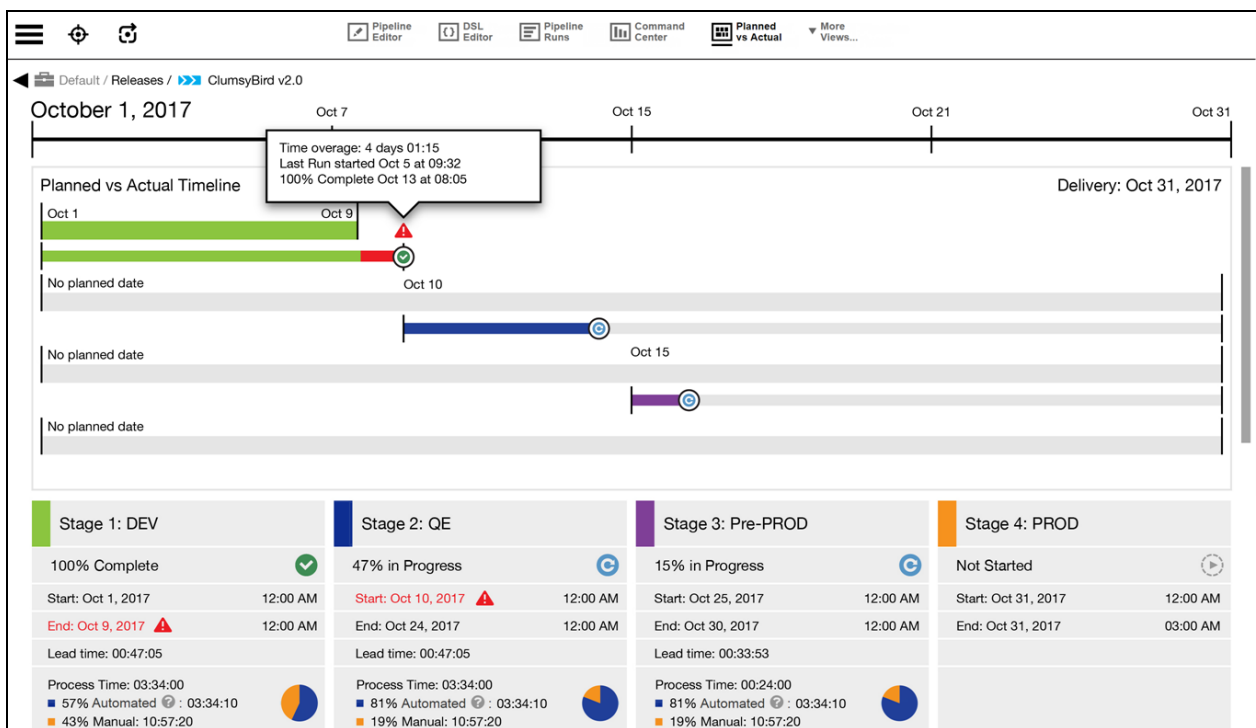 Pipeline Editor
DSL Editor
Pipeline Runs
Command Center
Planned vs Actual
More Views...
Default / Releases / ClumsyBird v2.0
October 1, 2017 Oct 7 Oct 15 Oct 21 Oct 31
Time overage: 4 days 01:15
Last Run started Oct 5 at 09:32
100% Complete Oct 13 at 08:05
Planned vs Actual Timeline Delivery: Oct 31, 2017
Oct 1 Oct 9
No planned date Oct 10
No planned date Oct 15
No planned date
Stage 1: DEV
100% Complete
Start: Oct 1, 2017 12:00 AM
End: Oct 9, 2017 12:00 AM
Lead time: 00:47:05
Process Time: 03:34:00
57% Automated ? : 03:34:10
43% Manual: 10:57:20
Stage 2: QE
47% in Progress
Start: Oct 10, 2017 12:00 AM
End: Oct 24, 2017 12:00 AM
Lead time: 00:47:05
Process Time: 03:34:00
81% Automated ? : 03:34:10
19% Manual: 10:57:20
Stage 3: Pre-PROD
15% in Progress
Start: Oct 25, 2017 12:00 AM
End: Oct 30, 2017 12:00 AM
Lead time: 00:33:53
Process Time: 00:24:00
81% Automated ? : 03:34:10
19% Manual: 10:57:20
Stage 4: PROD
Not Started
Start: Oct 31, 2017 12:00 AM
End: Oct 31, 2017 03:00 AM